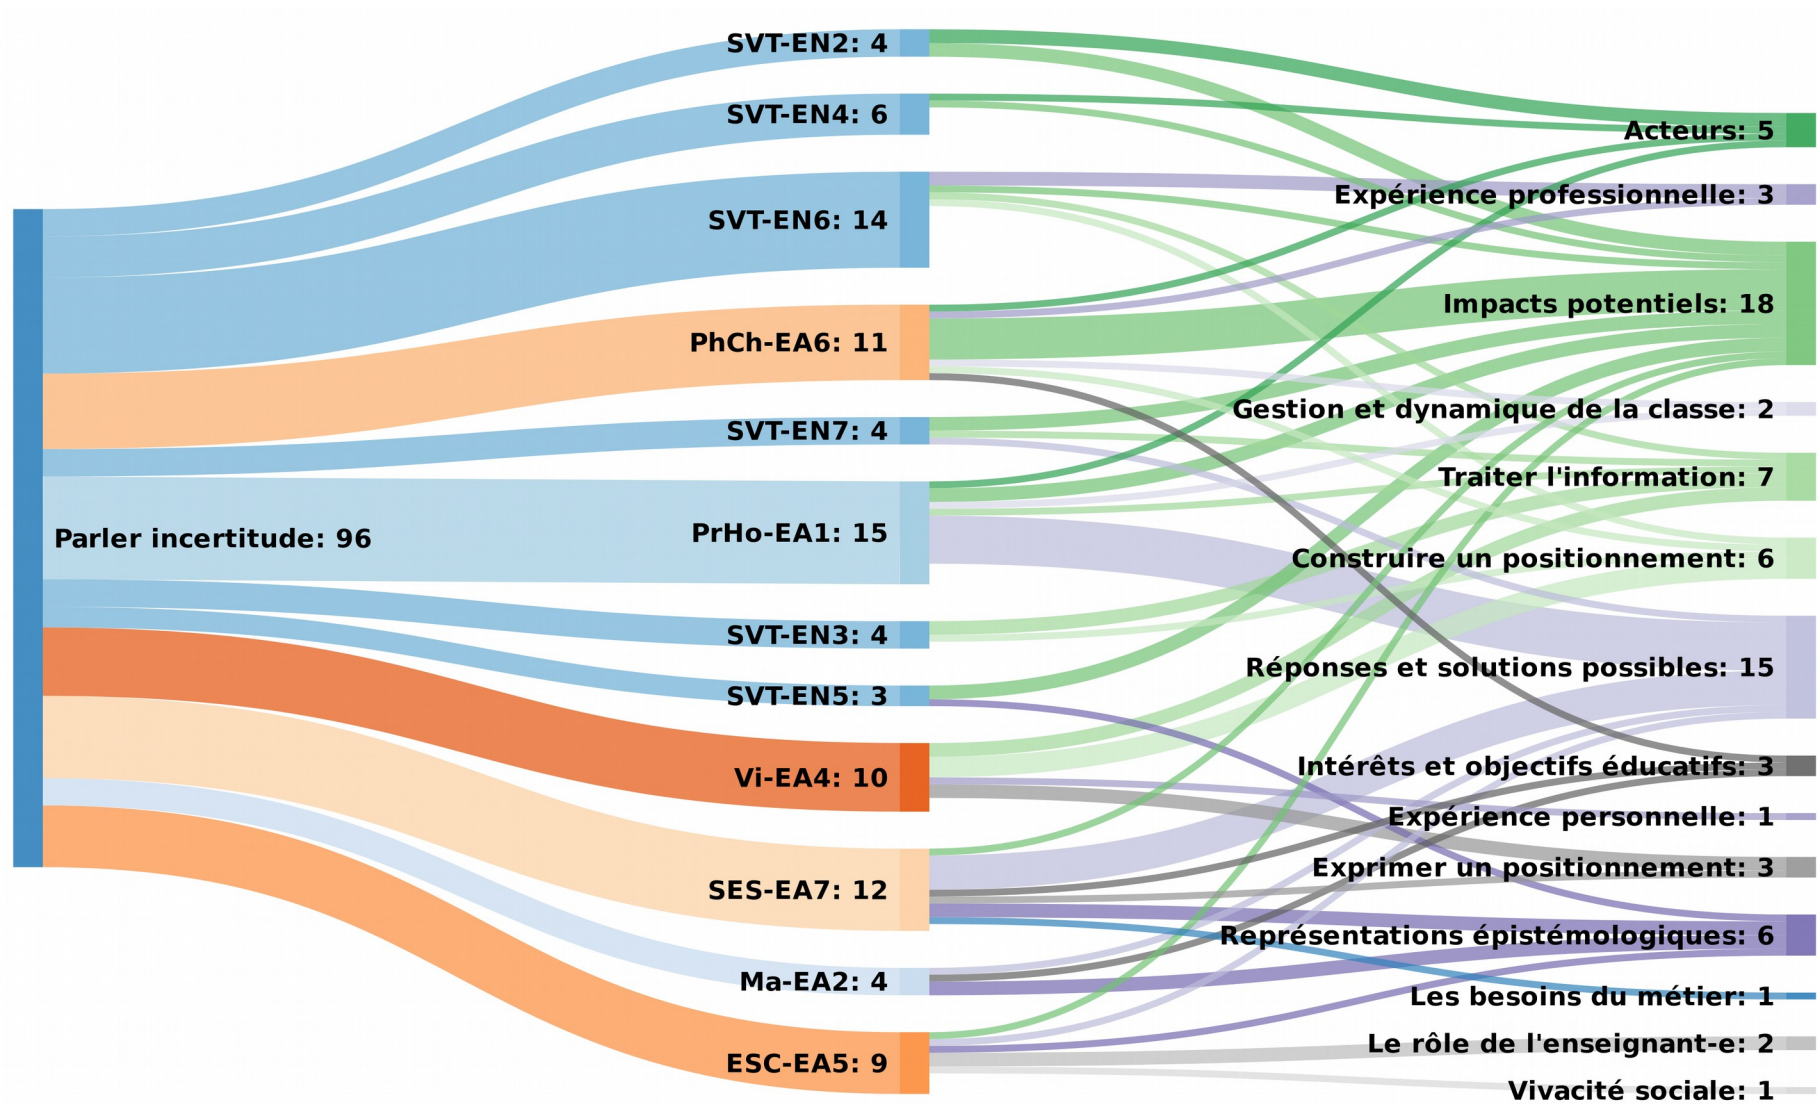 Parler incertitude: 96
SVT-EN2: 4
SVT-EN4: 6
SVT-EN6: 14
PhCh-EA6: 11
SVT-EN7: 4
PrHo-EA1: 15
SVT-EN3: 4
SVT-EN5: 3
Vi-EA4: 10
SES-EA7: 12
Ma-EA2: 4
ESC-EA5: 9
Acteurs: 5
Expérience professionnelle: 3
Impacts potentiels: 18
Gestion et dynamique de la classe: 2
Traiter l'information: 7
Construire un positionnement: 6
Réponses et solutions possibles: 15
Intérêts et objectifs éducatifs: 3
Expérience personnelle: 1
Exprimer un positionnement: 3
Représentations épistémologiques: 6
Les besoins du métier: 1
Le rôle de l'enseignant-e: 2
Vivacité sociale: 1